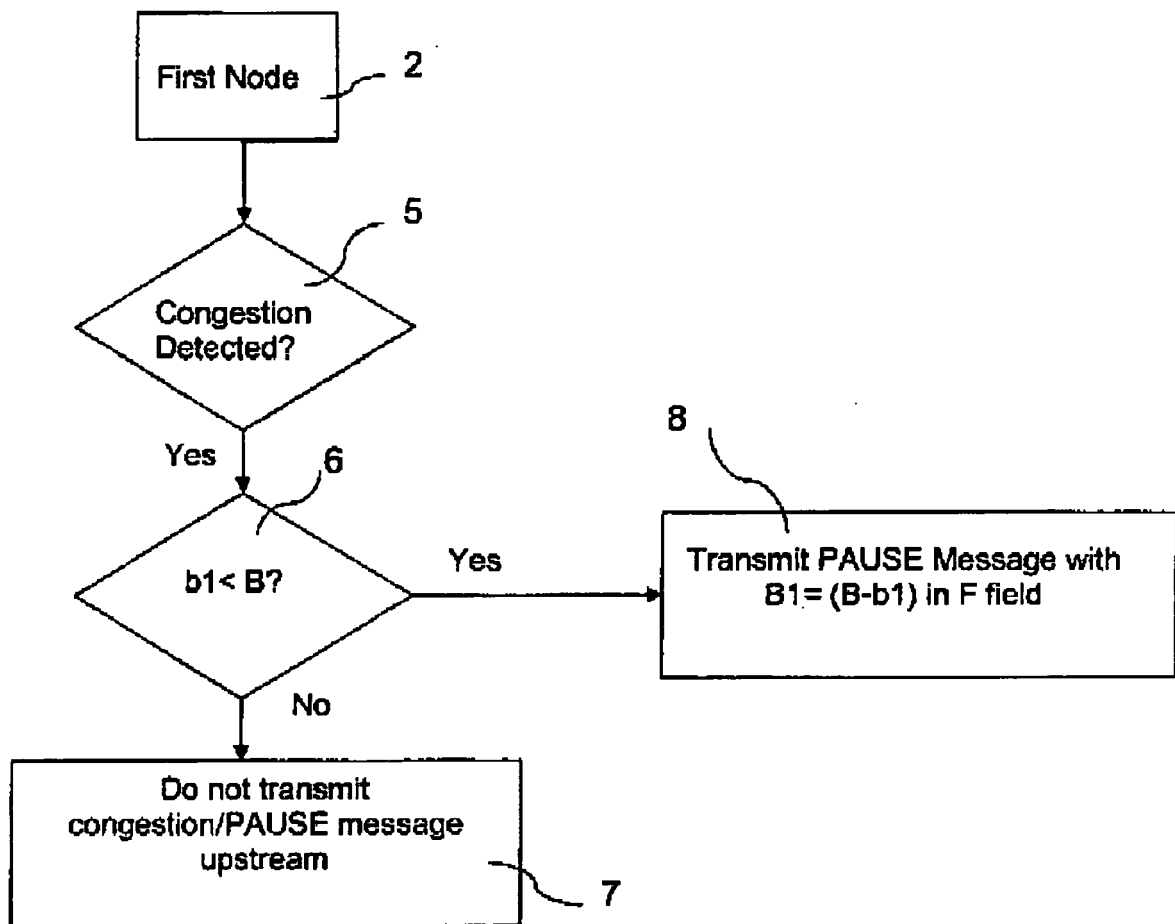 First Node
2
5
Congestion
Detected?
Yes
6
b1< B?
Yes
8
Transmit PAUSE Message with
B1= (B-b1) in F field
No
Do not transmit
congestion/PAUSE message
upstream
7